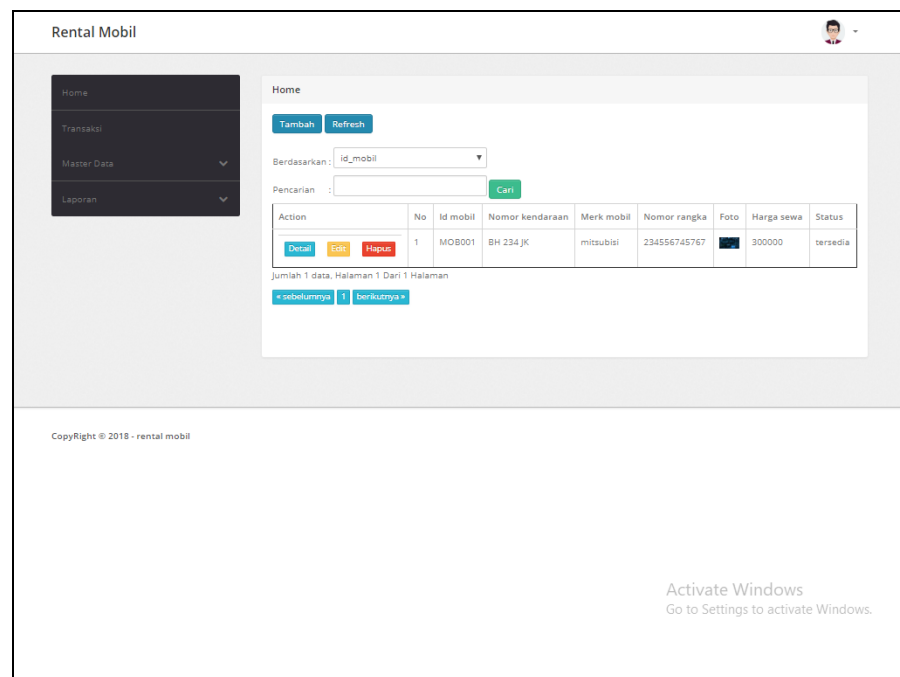 Rental Mobil
Home
Transaksi
Master Data
Laporan
Home
Tambah Refresh
Berdasarkan : id_mobil
Pencarian : Cari
Action No Id mobil Nomor kendaraan Merk mobil Nomor rangka Foto Harga sewa Status
Detail Edit Hapus 1 MOB001 BH 234 JK mitsubisi 234556745767 300000 tersedia
Jumlah 1 data, Halaman 1 Dari 1 Halaman
« sebelumnya 1 berikutnya »
CopyRight © 2018 - rental mobil
Activate Windows
Go to Settings to activate Windows.